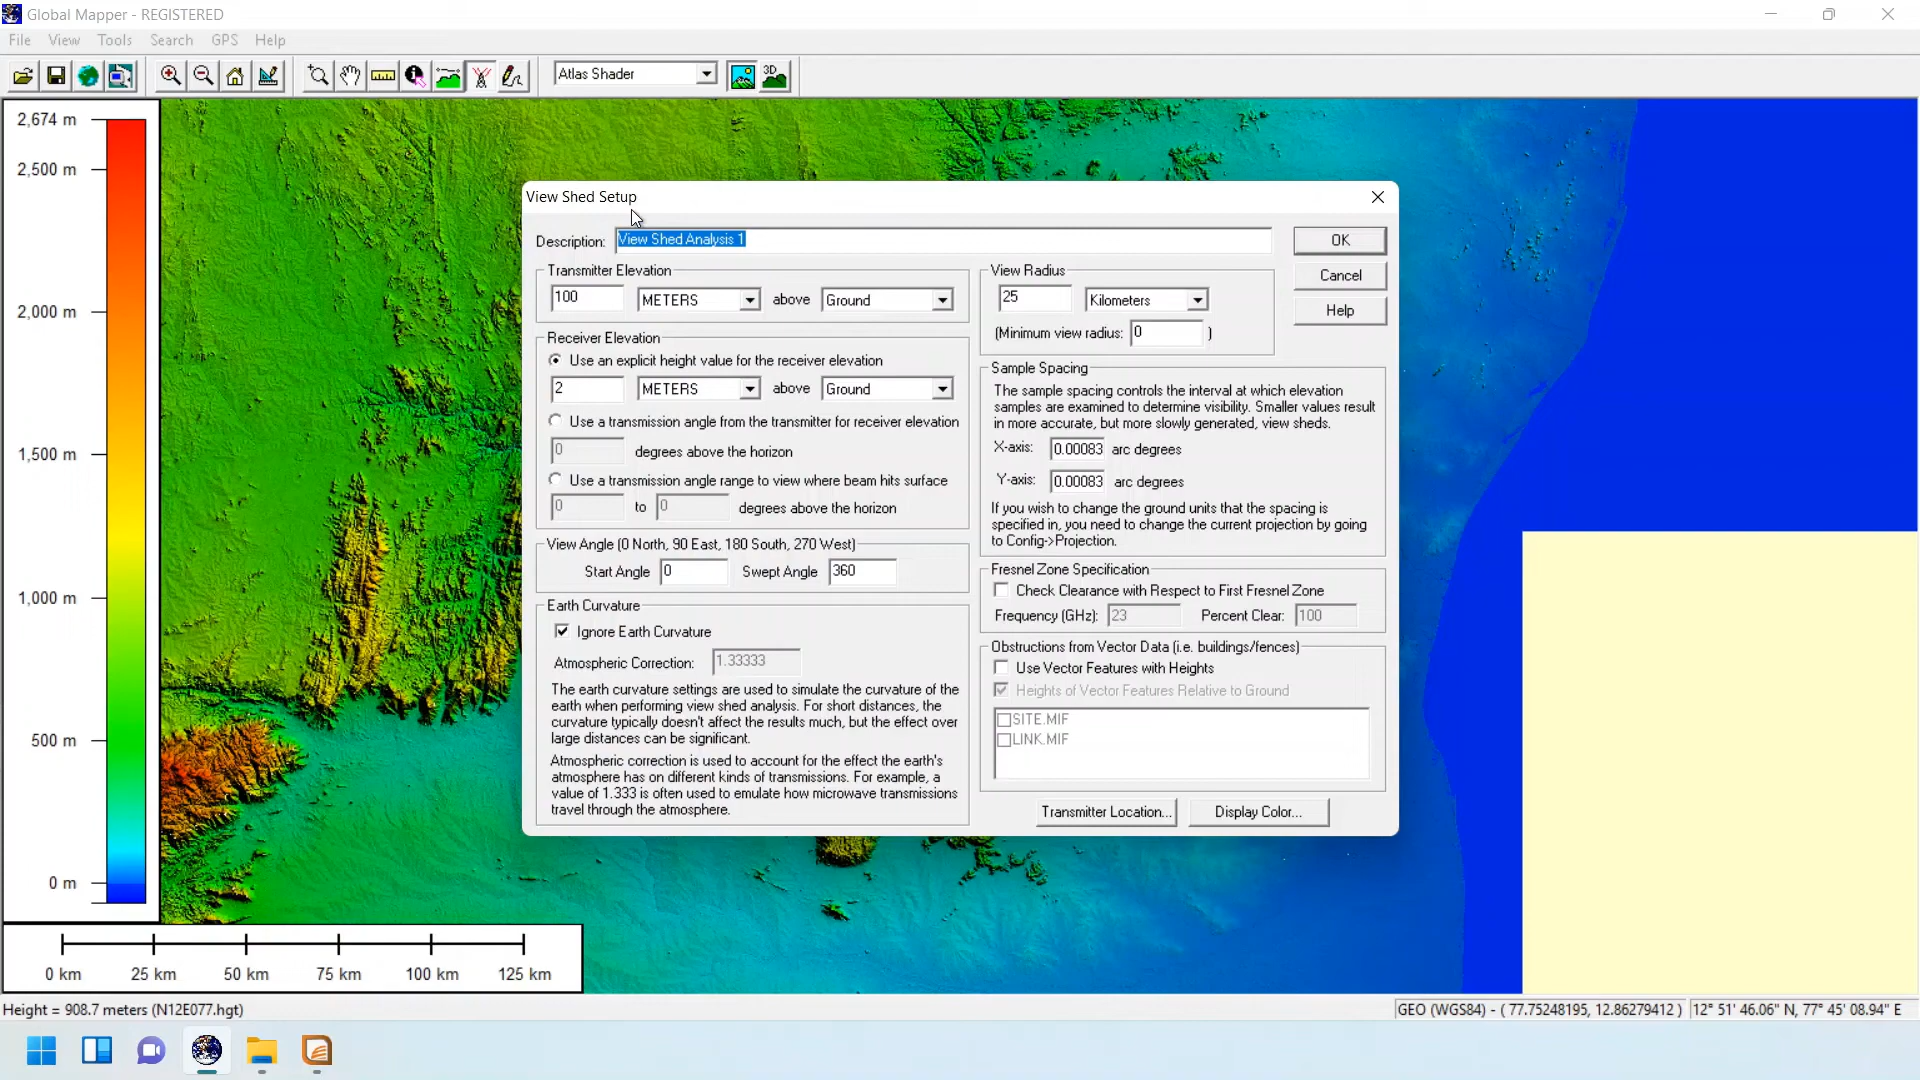 Global Mapper - REGISTERED
File View Tools Search GPS Help
Atlas Shader
3D
2,674 m
2,500 m
2,000 m
1,500 m
1,000 m
500 m
0 m
0 km 25 km 50 km 75 km 100 km 125 km
View Shed Setup
Description: View Shed Analysis 1
OK
Cancel
Help
Transmitter Elevation
100 METERS above Ground
Receiver Elevation
Use an explicit height value for the receiver elevation
2 METERS above Ground
Use a transmission angle from the transmitter for receiver elevation
0 degrees above the horizon
Use a transmission angle range to view where beam hits surface
0 to 0 degrees above the horizon
View Angle (0 North, 90 East, 180 South, 270 West)
Start Angle 0 Swept Angle 360
Earth Curvature
Ignore Earth Curvature
Atmospheric Correction: 1.33333
The earth curvature settings are used to simulate the curvature of the
earth when performing view shed analysis. For short distances, the
curvature typically doesn't affect the results much, but the effect over
large distances can be significant.
Atmospheric correction is used to account for the effect the earth's
atmosphere has on different kinds of transmissions. For example, a
value of 1.333 is often used to emulate how microwave transmissions
travel through the atmosphere.
View Radius
25 Kilometers
(Minimum view radius: 0 )
Sample Spacing
The sample spacing controls the interval at which elevation
samples are examined to determine visibility. Smaller values result
in more accurate, but more slowly generated, view sheds.
X-axis: 0.00083 arc degrees
Y-axis: 0.00083 arc degrees
If you wish to change the ground units that the spacing is
specified in, you need to change the current projection by going
to Config->Projection.
Fresnel Zone Specification
Check Clearance with Respect to First Fresnel Zone
Frequency (GHz): 23 Percent Clear: 100
Obstructions from Vector Data (i.e. buildings/fences)
Use Vector Features with Heights
Heights of Vector Features Relative to Ground
SITE.MIF
LINK.MIF
Transmitter Location... Display Color...
Height = 908.7 meters (N12E077.hgt)
GEO (WGS84) - ( 77.75248195, 12.86279412 ) 12° 51' 46.06" N, 77° 45' 08.94" E